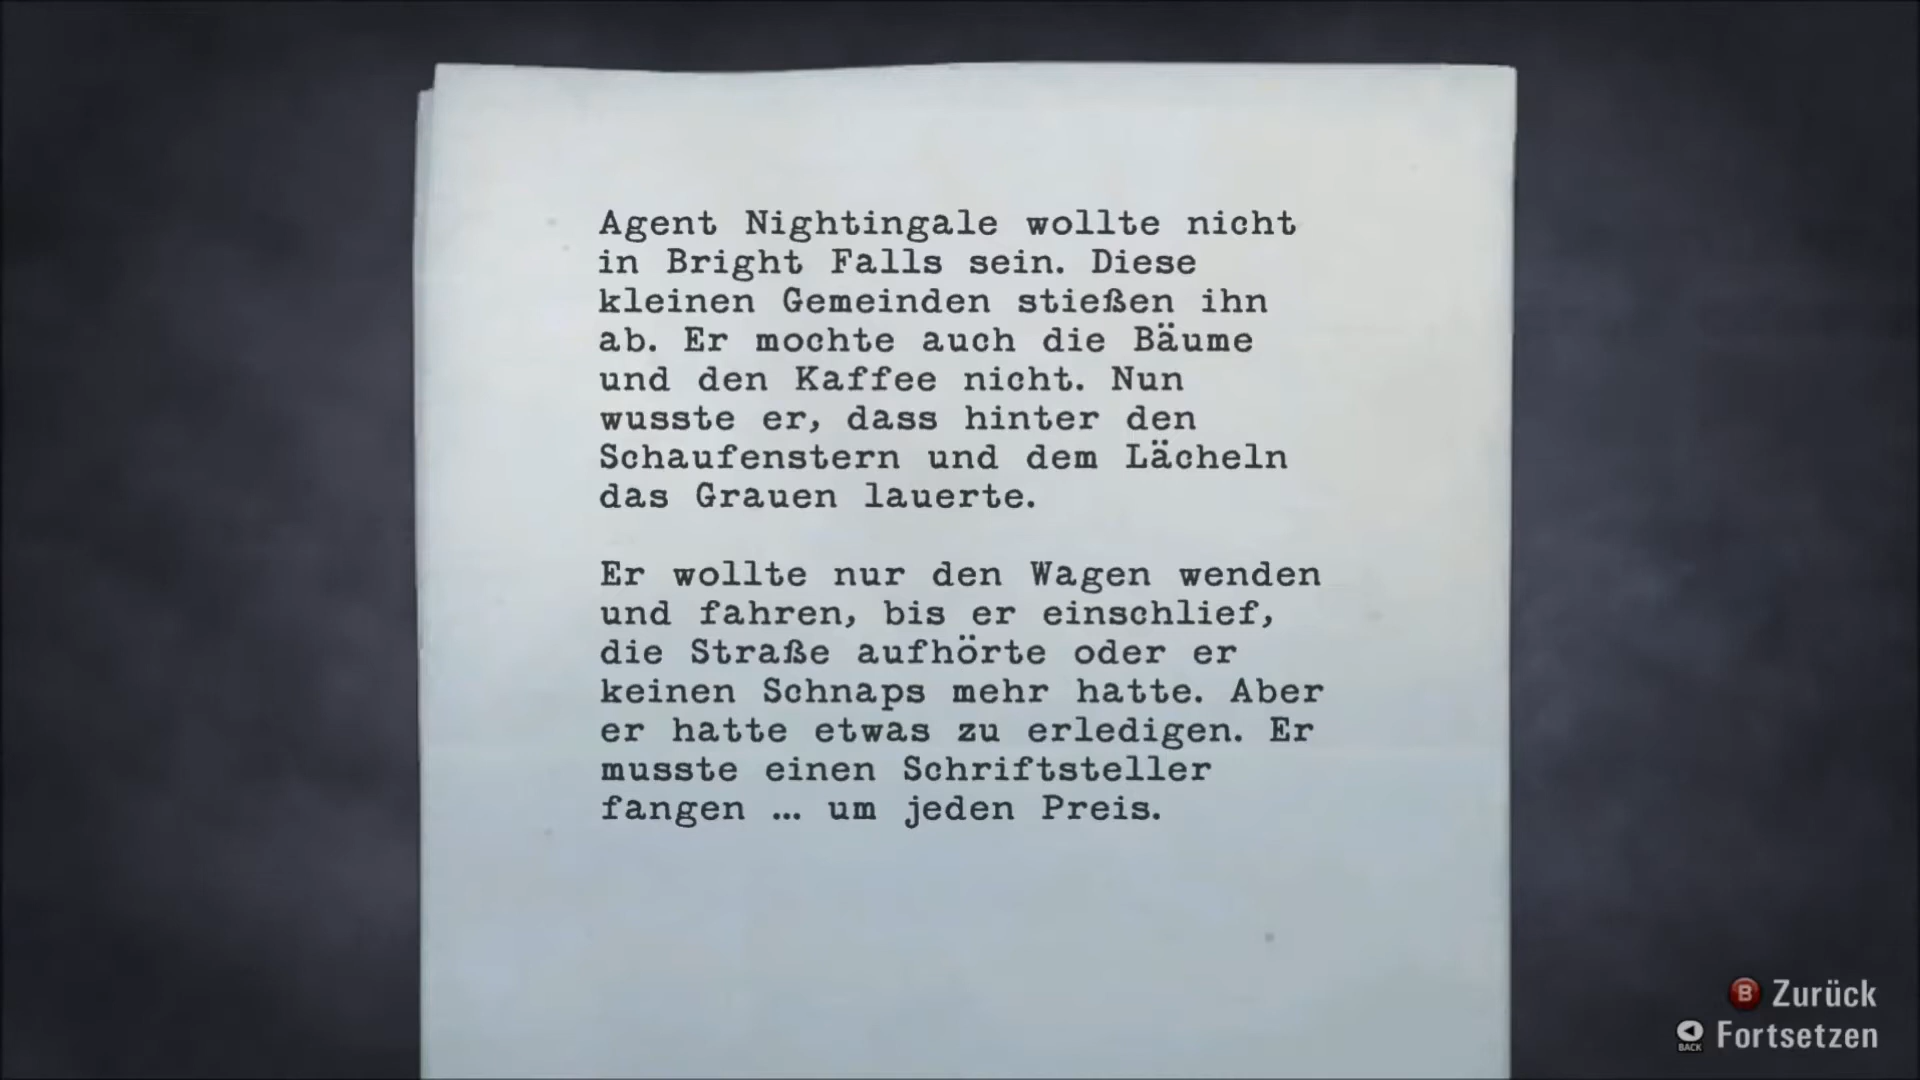 Agent Nightingale wollte nicht
in Bright Falls sein. Diese
kleinen Gemeinden stießen ihn
ab. Er mochte auch die Bäume
und den Kaffee nicht. Nun
wusste er, dass hinter den
Schaufenstern und dem Lächeln
das Grauen lauerte.
Er wollte nur den Wagen wenden
und fahren, bis er einschlief,
die Straße aufhörte oder er
keinen Schnaps mehr hatte. Aber
er hatte etwas zu erledigen. Er
musste einen Schriftsteller
fangen … um jeden Preis.
B Zurück
BACK Fortsetzen